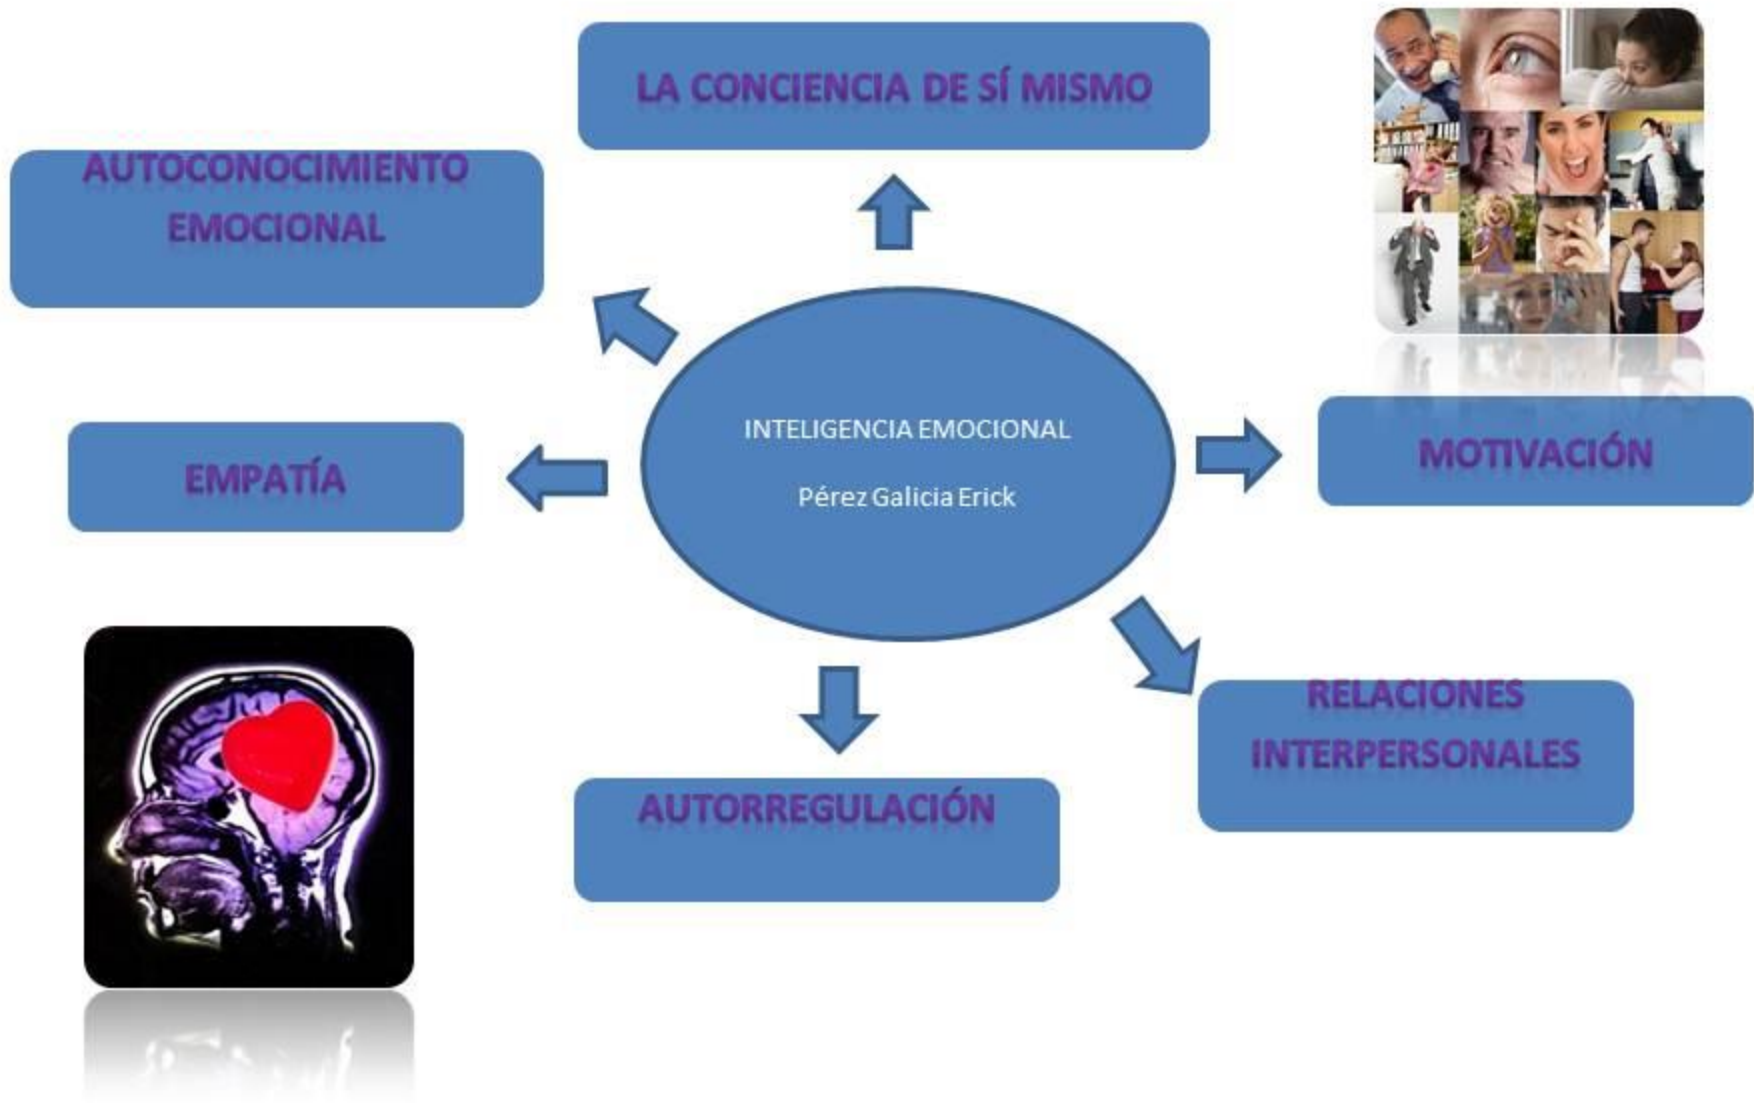 LA CONCIENCIA DE SÍ MISMO
AUTOCONOCIMIENTO
EMOCIONAL
INTELIGENCIA EMOCIONAL
Pérez Galicia Erick
EMPATÍA
MOTIVACIÓN
RELACIONES
INTERPERSONALES
AUTORREGULACIÓN